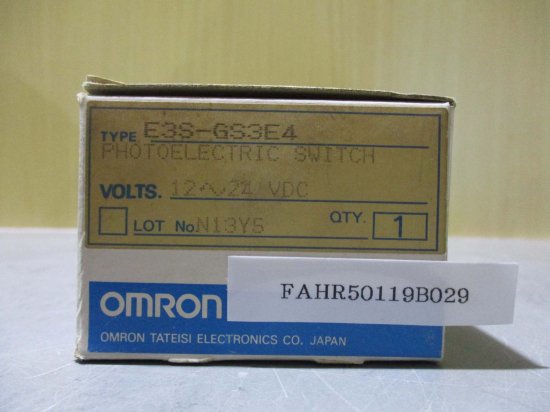 TYPE E3S-GS3E4
PHOTOELECTRIC SWITCH
VOLTS. 12~24 VDC
LOT No N13Y5 QTY. 1
OMRON
FAHR50119B029
OMRON TATEISI ELECTRONICS CO. JAPAN